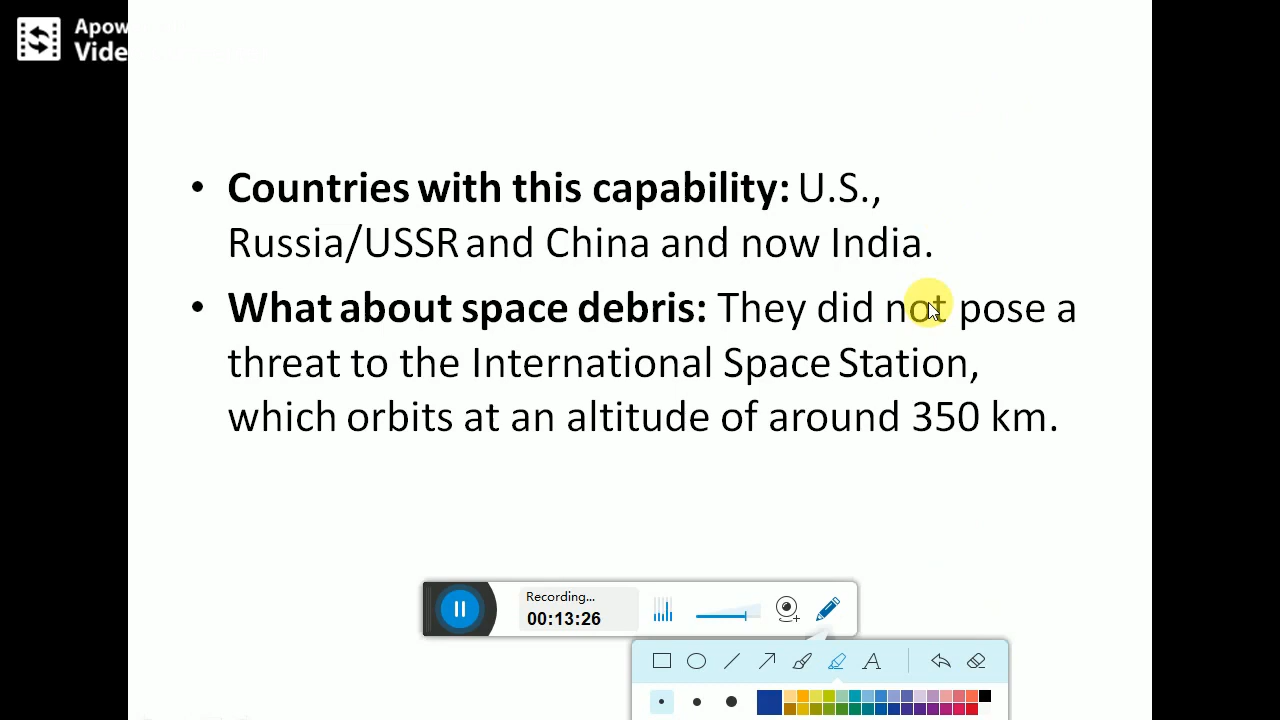 Apow
Vide
• Countries with this capability: U.S.,
Russia/USSR and China and now India.
• What about space debris: They did not pose a
threat to the International Space Station,
which orbits at an altitude of around 350 km.
Recording...
00:13:26
A